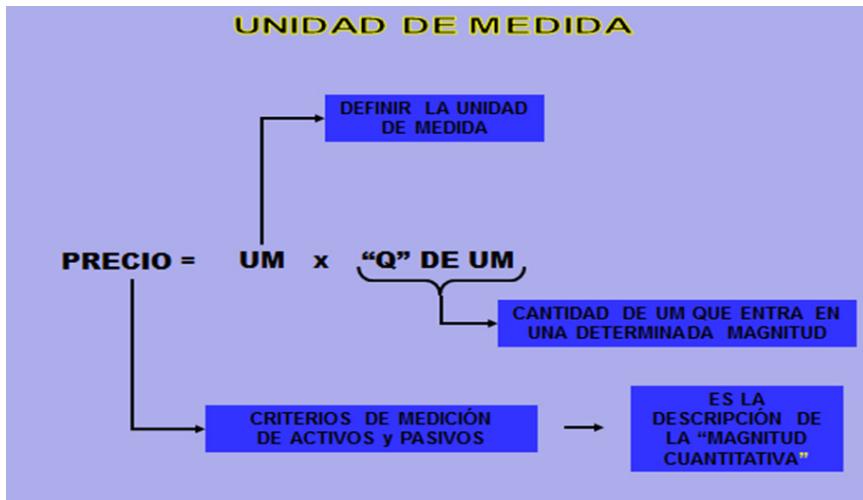 UNIDAD DE MEDIDA
DEFINIR LA UNIDAD
DE MEDIDA
PRECIO = UM x “Q” DE UM
CANTIDAD DE UM QUE ENTRA EN
UNA DETERMINADA MAGNITUD
CRITERIOS DE MEDICIÓN
DE ACTIVOS y PASIVOS
ES LA
DESCRIPCIÓN DE
LA “MAGNITUD
CUANTITATIVA”